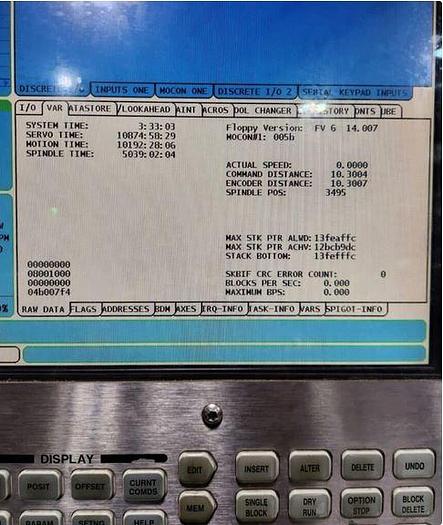 INPUTS ONE MOCON ONE DISCRETE I/O 2 SERIAL KEYPAD INPUTS
I/O VAR ATASTORE /LOOKAHEAD AINT ACROS OOL CHANGER STORY
SYSTEM TIME: 3:33:03
SERVO TIME: 10874:58:29
MOTION TIME: 10192:28:06
SPINDLE TIME: 5039:02:04
Floppy Version: FV 6 14.007
MOCON#1: 005b
ACTUAL SPEED: 0.0000
COMMAND DISTANCE: 10.3004
ENCODER DISTANCE: 10.3007
SPINDLE POS: 3495
MAX STK PTR ALWD: 13feaffc
MAX STK PTR ACHV: 12bcb9dc
STACK BOTTOM: 13fefffc
00000000
08001000
00000000
04b007f4
SKBIF CRC ERROR COUNT: 0
BLOCKS PER SEC: 0.000
MAXIMUM BPS: 0.000
RAW DATA FLAGS ADDRESSES BDM AXES IRQ-INFO TASK-INFO VARS SPIGOT-INFO
DISPLAY
POSIT OFFSET CURNT COMDS EDIT INSERT ALTER DELETE UNDO
PARAM SETNG HELP MEM SINGLE BLOCK DRY RUN OPTION STOP BLOCK DELETE